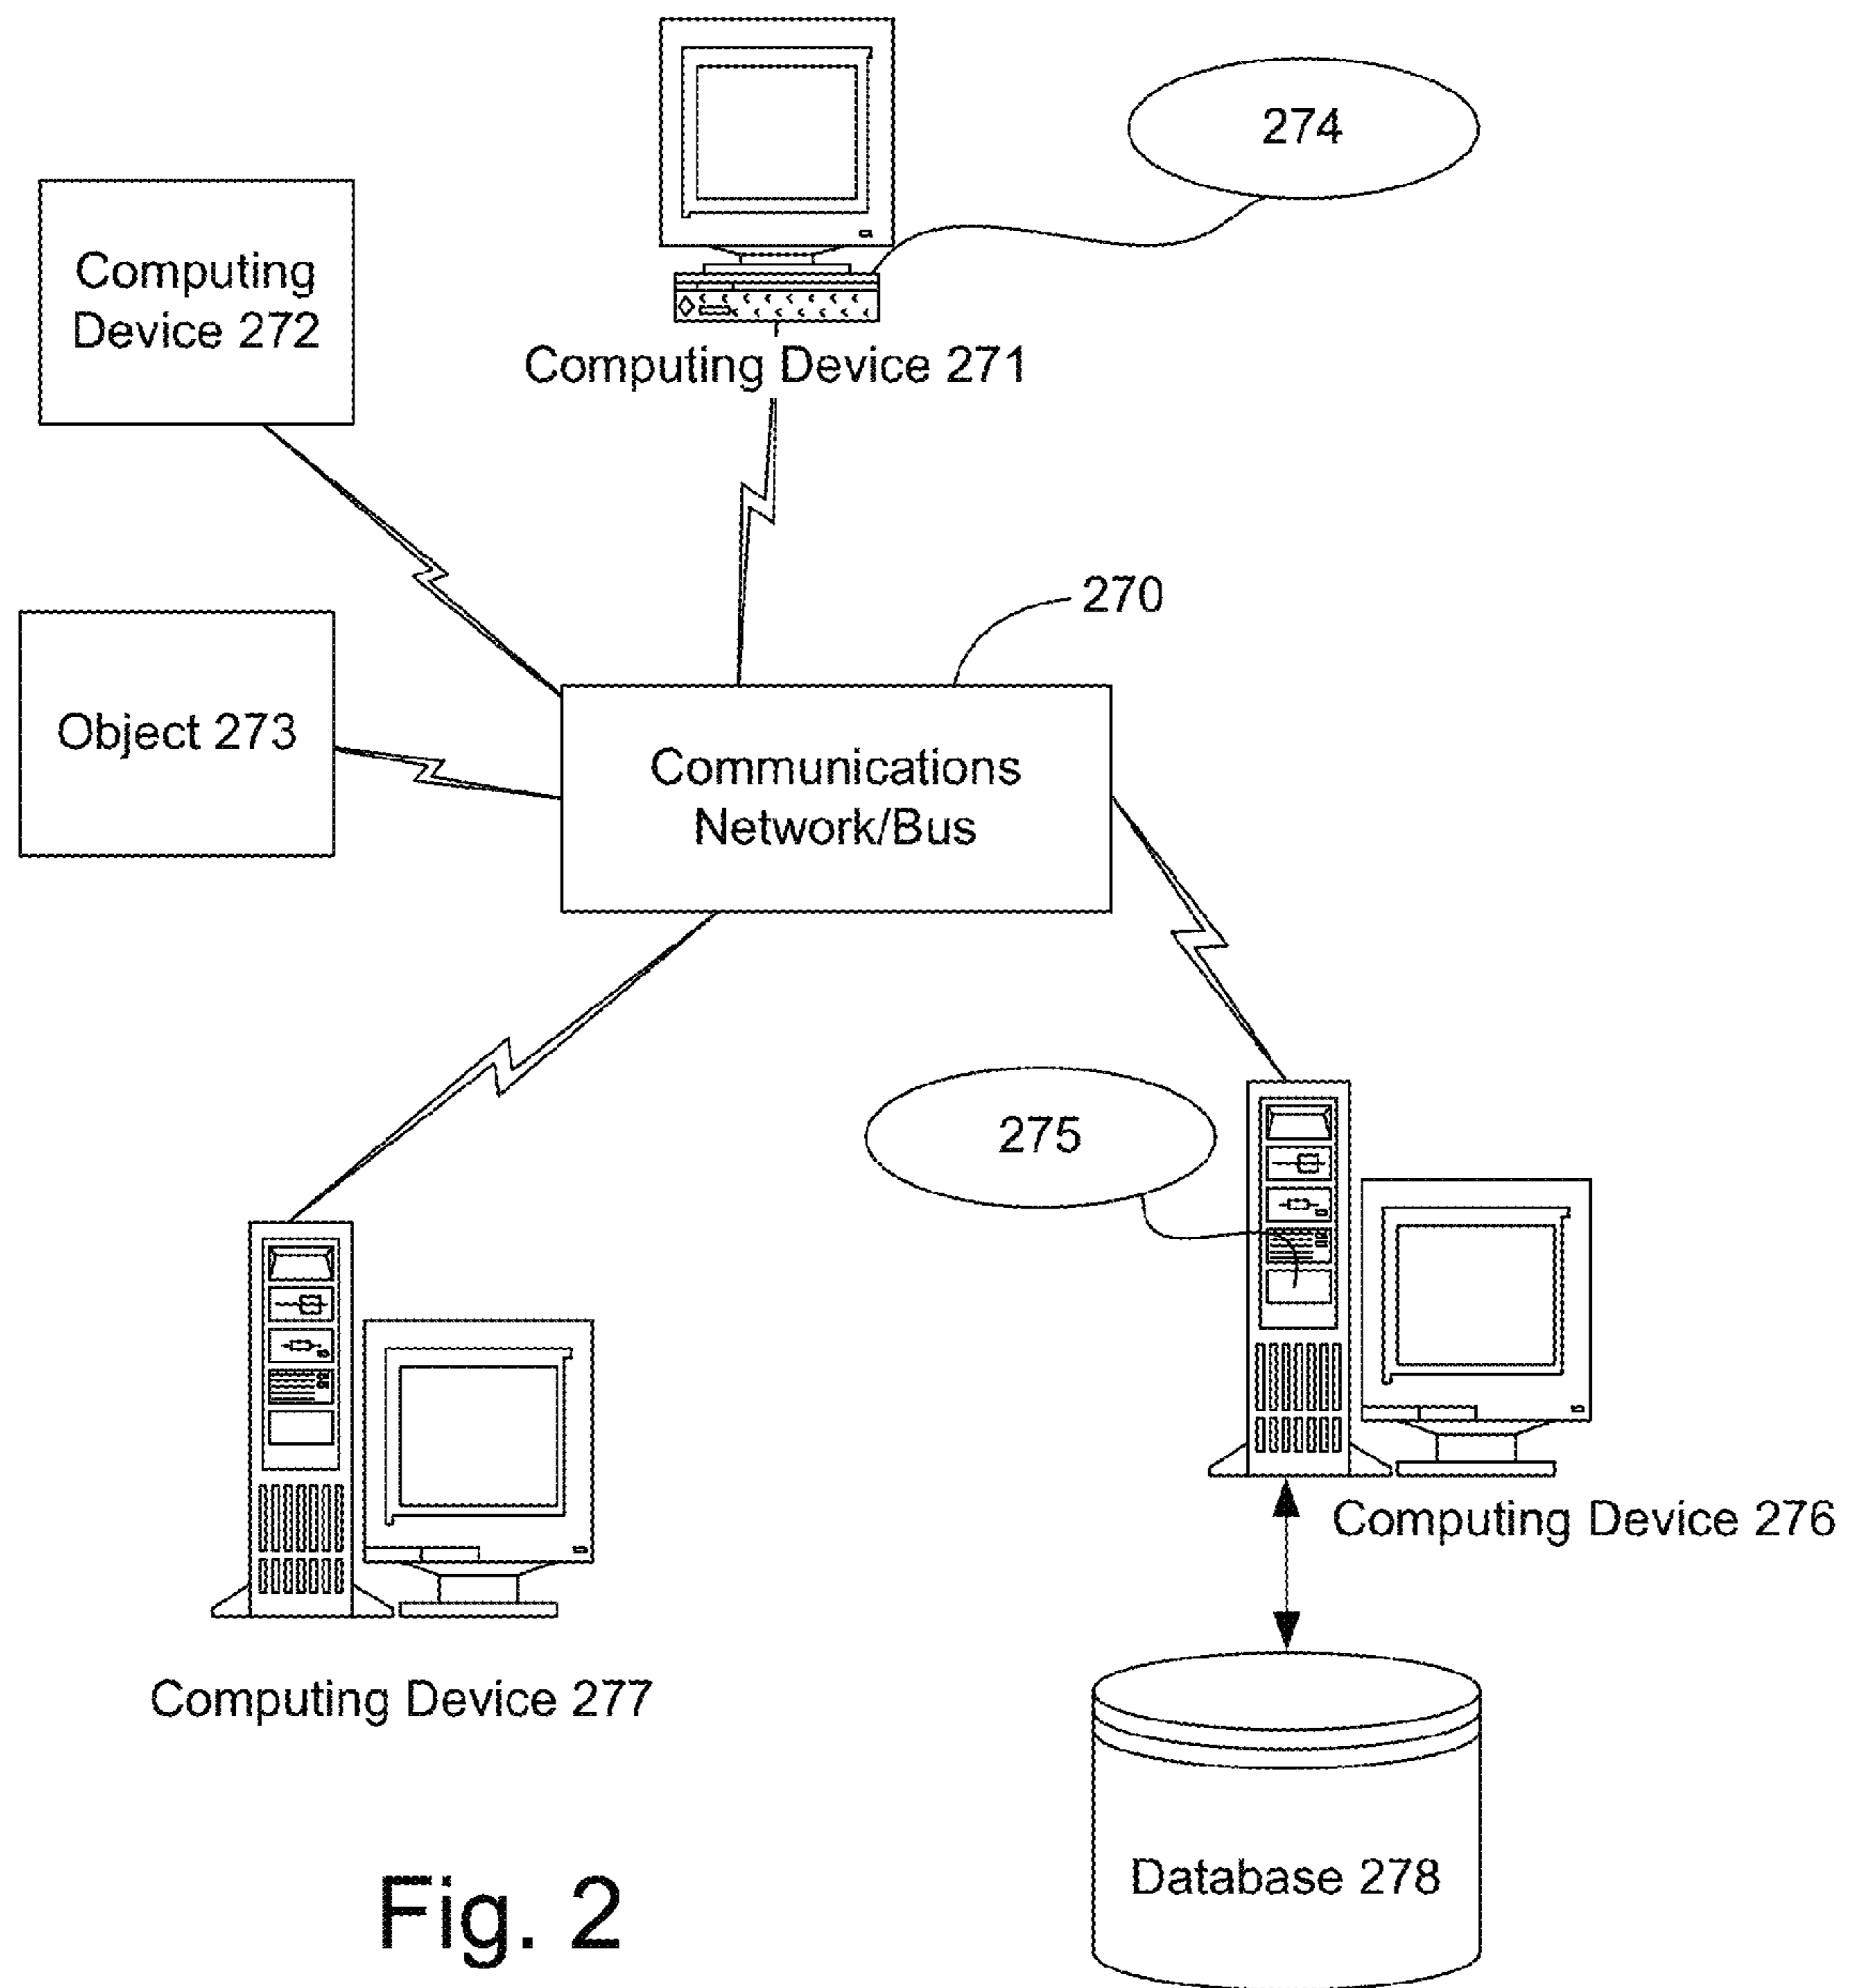 274
Computing
Device 272
Computing Device 271
270
Object 273
Communications
Network/Bus
275
Computing Device 276
Computing Device 277
Database 278
Fig. 2